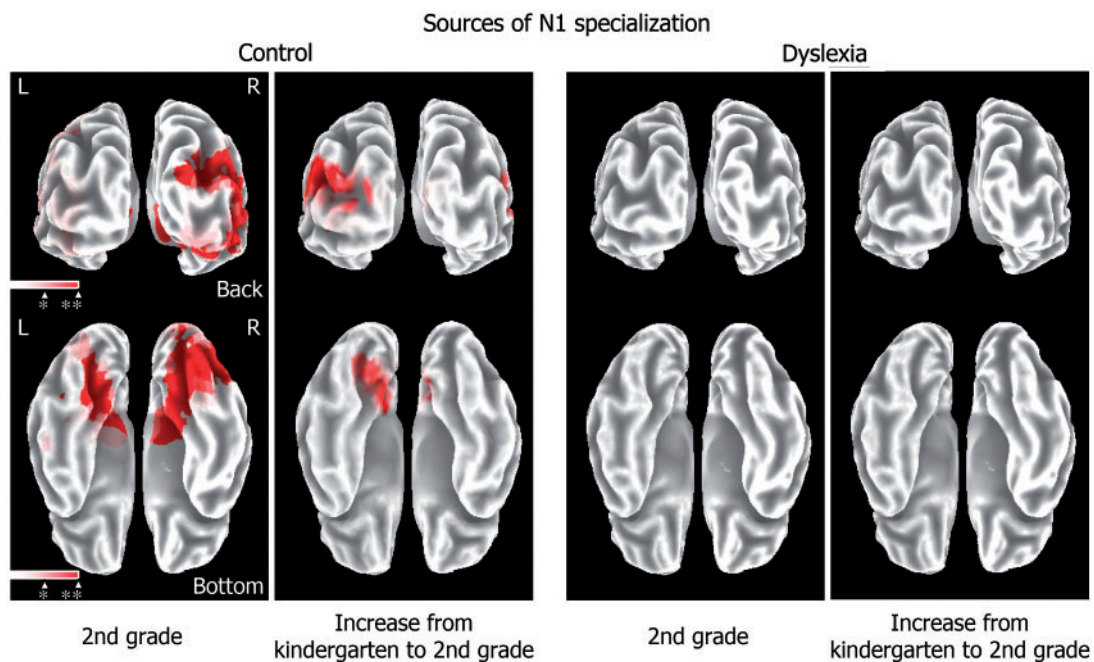 Sources of N1 specialization
Control
Dyslexia
L R
* **
Back
L R
* **
Bottom
2nd grade
Increase from
kindergarten to 2nd grade
2nd grade
Increase from
kindergarten to 2nd grade